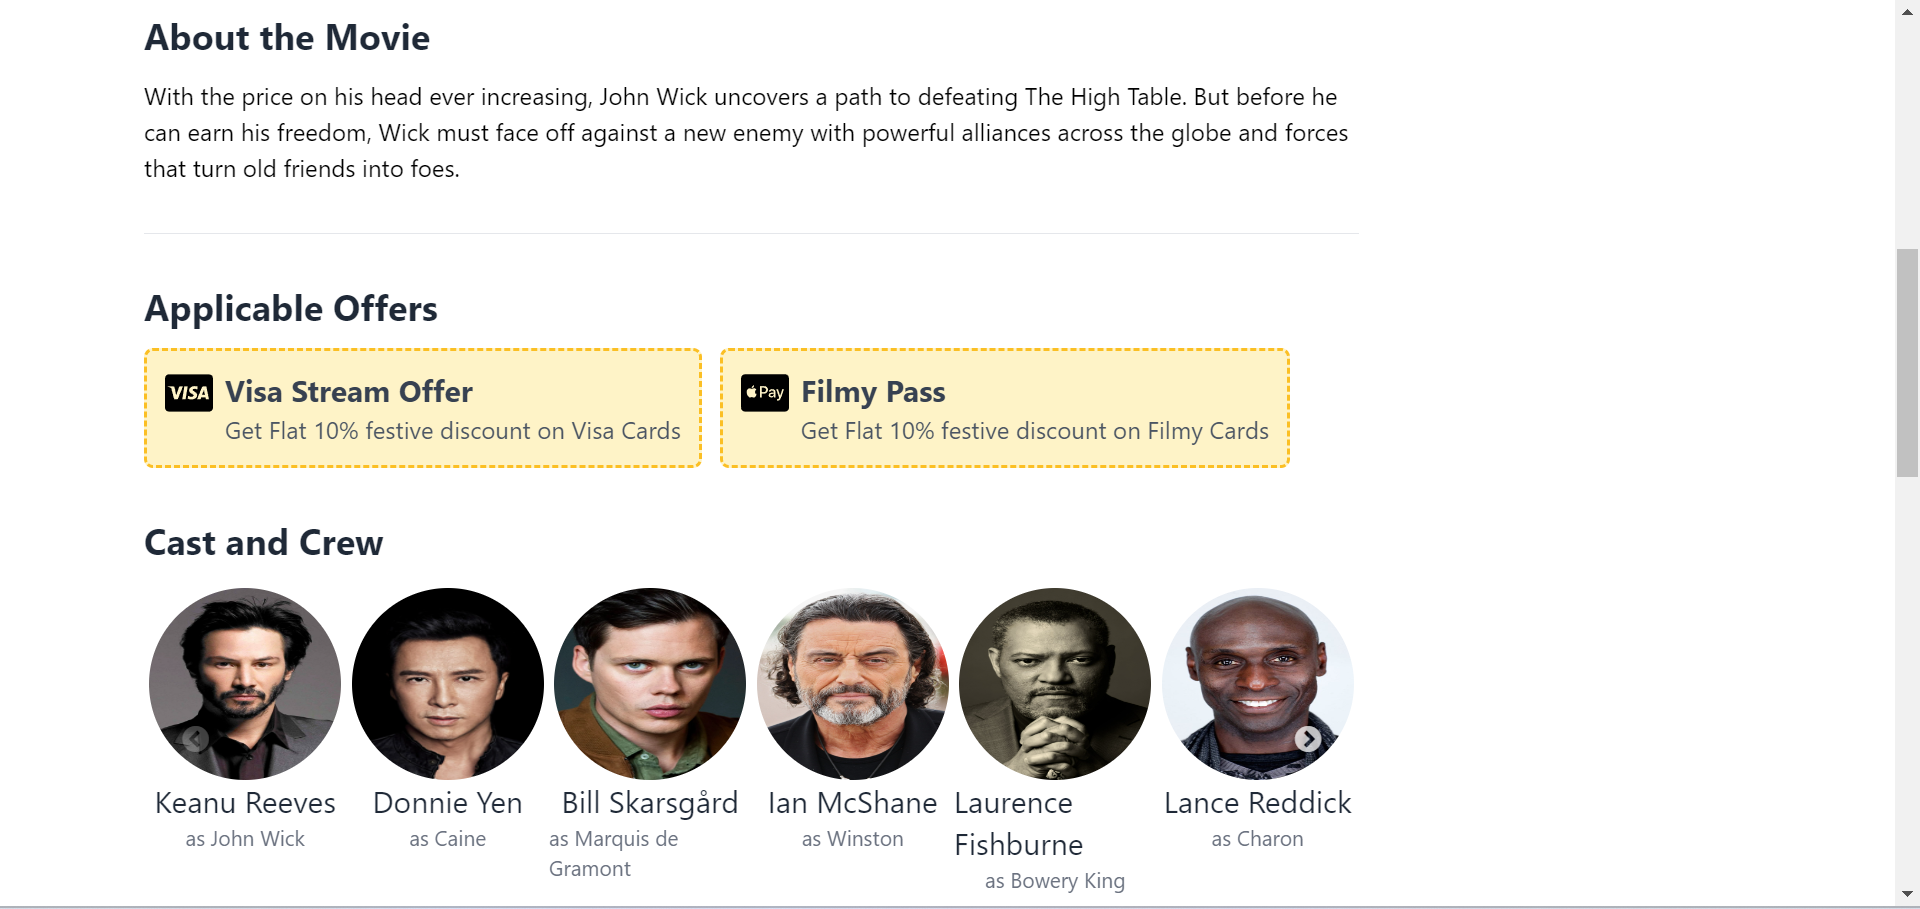 About the Movie
With the price on his head ever increasing, John Wick uncovers a path to defeating The High Table. But before he
can earn his freedom, Wick must face off against a new enemy with powerful alliances across the globe and forces
that turn old friends into foes.
Applicable Offers
VISA Visa Stream Offer
Get Flat 10% festive discount on Visa Cards
Pay Filmy Pass
Get Flat 10% festive discount on Filmy Cards
Cast and Crew
Keanu Reeves
as John Wick
Donnie Yen
as Caine
Bill Skarsgård
as Marquis de
Gramont
Ian McShane
as Winston
Laurence
Fishburne
as Bowery King
Lance Reddick
as Charon